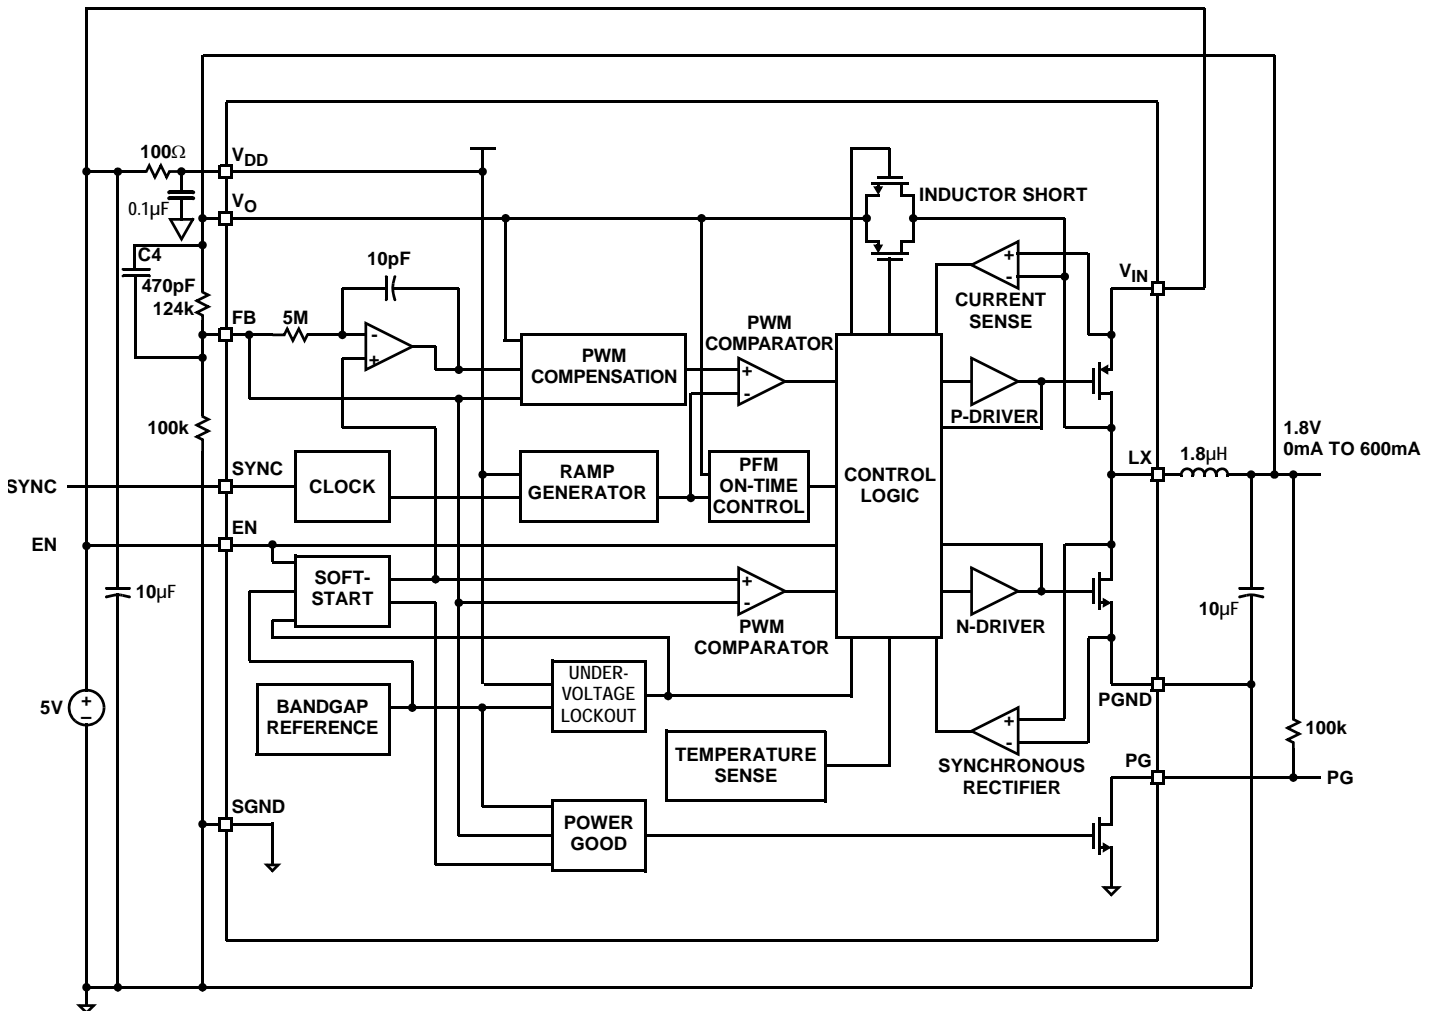 100Ω
VDD
0.1µF
VO
C4
470pF
124k
10pF
INDUCTOR SHORT
+
-
CURRENT
SENSE
VIN
FB
5M
-
+
PWM
COMPENSATION
PWM
COMPARATOR
+
-
P-DRIVER
100k
1.8V
0mA TO 600mA
SYNC
SYNC
CLOCK
RAMP
GENERATOR
PFM
ON-TIME
CONTROL
CONTROL
LOGIC
LX
1.8µH
EN
EN
10µF
SOFT-
START
+
-
PWM
COMPARATOR
N-DRIVER
10µF
5V
+
–
BANDGAP
REFERENCE
UNDER-
VOLTAGE
LOCKOUT
TEMPERATURE
SENSE
+
-
SYNCHRONOUS
RECTIFIER
PGND
100k
PG
PG
SGND
POWER
GOOD